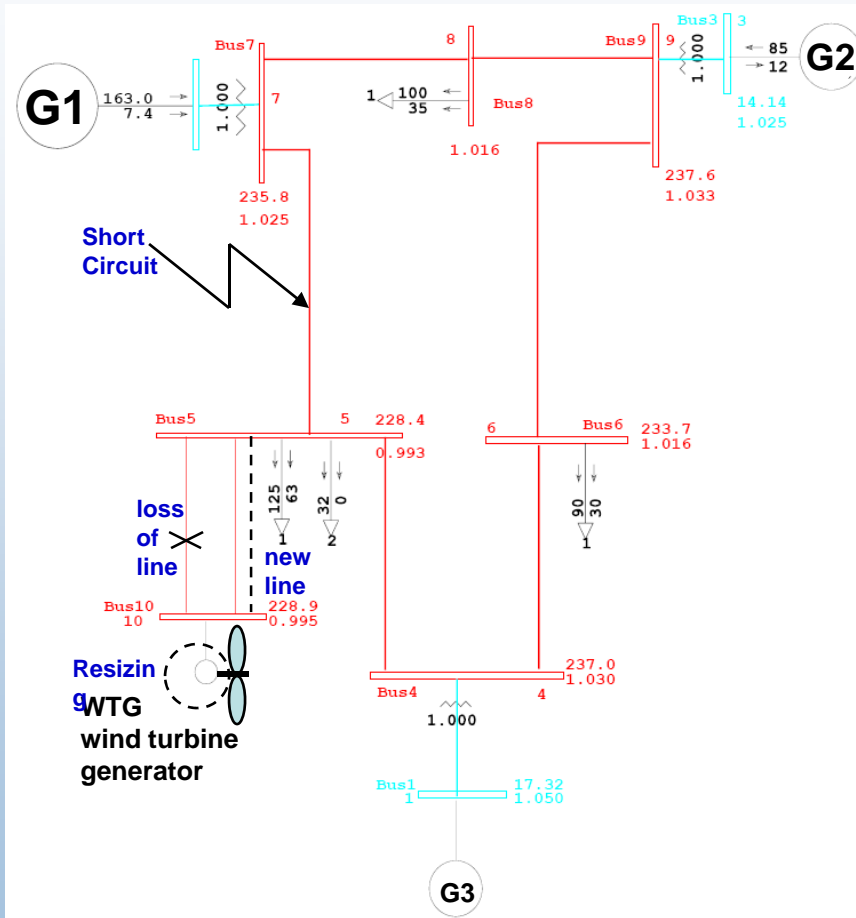 Bus3 3
Bus7
8
Bus9 9
1.000
85
12
G2
G1
163.0
7.4
1.000
7
1 100
35
Bus8
14.14
1.025
1.016
235.8
1.025
237.6
1.033
Short
Circuit
Bus5 5 228.4
0.993
6 Bus6 233.7
1.016
125
63
1
32
0
2
90
30
1
loss
of
line
new
line
Bus10 228.9
10 0.995
Resizin
g
WTG
wind turbine
generator
237.0
1.030
Bus4 4
1.000
Bus1 17.32
1 1.050
G3